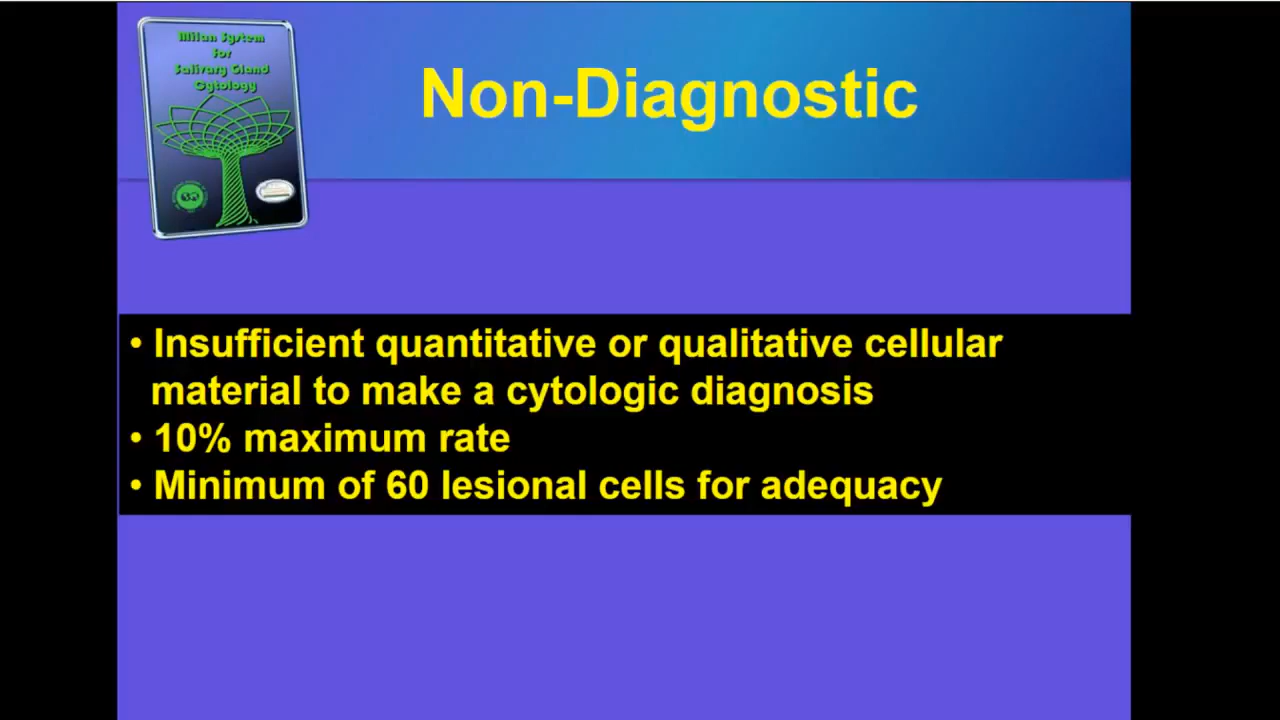 Milan System
for
Salivary Gland
Cytology
Non-Diagnostic
• Insufficient quantitative or qualitative cellular
material to make a cytologic diagnosis
• 10% maximum rate
• Minimum of 60 lesional cells for adequacy